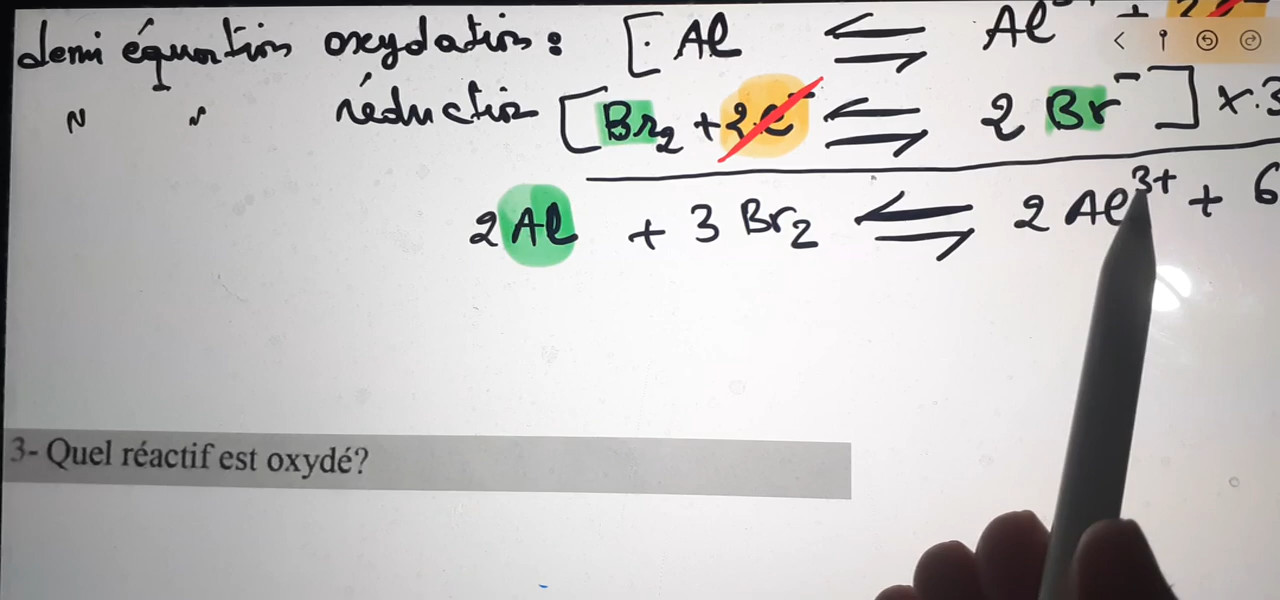 demi équation oxydation : [ Al ⇌ Al +
" " réduction [ Br₂ + 2e⁻ ⇌ 2 Br⁻ ] x 3
2 Al + 3 Br₂ ⇌ 2 Al³⁺ + 6
3- Quel réactif est oxydé?